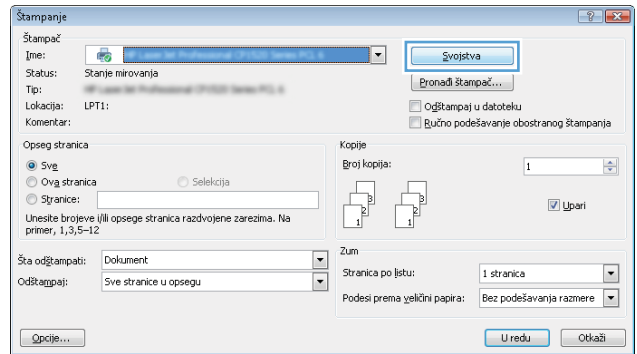 Štampanje
Štampač
Ime:
Svojstva
Status: Stanje mirovanja
Pronađi štampač...
Tip:
Lokacija: LPT1:
Odštampaj u datoteku
Komentar:
Ručno podešavanje obostranog štampanja
Opseg stranica
Kopije
Sve
Broj kopija: 1
Ova stranica Selekcija
Stranice:
Upari
Unesite brojeve i/ili opsege stranica razdvojene zarezima. Na
primer, 1,3,5–12
Šta odštampati: Dokument
Zum
Odštampaj: Sve stranice u opsegu
Stranica po listu: 1 stranica
Podesi prema veličini papira: Bez podešavanja razmere
Opcije...
U redu Otkaži